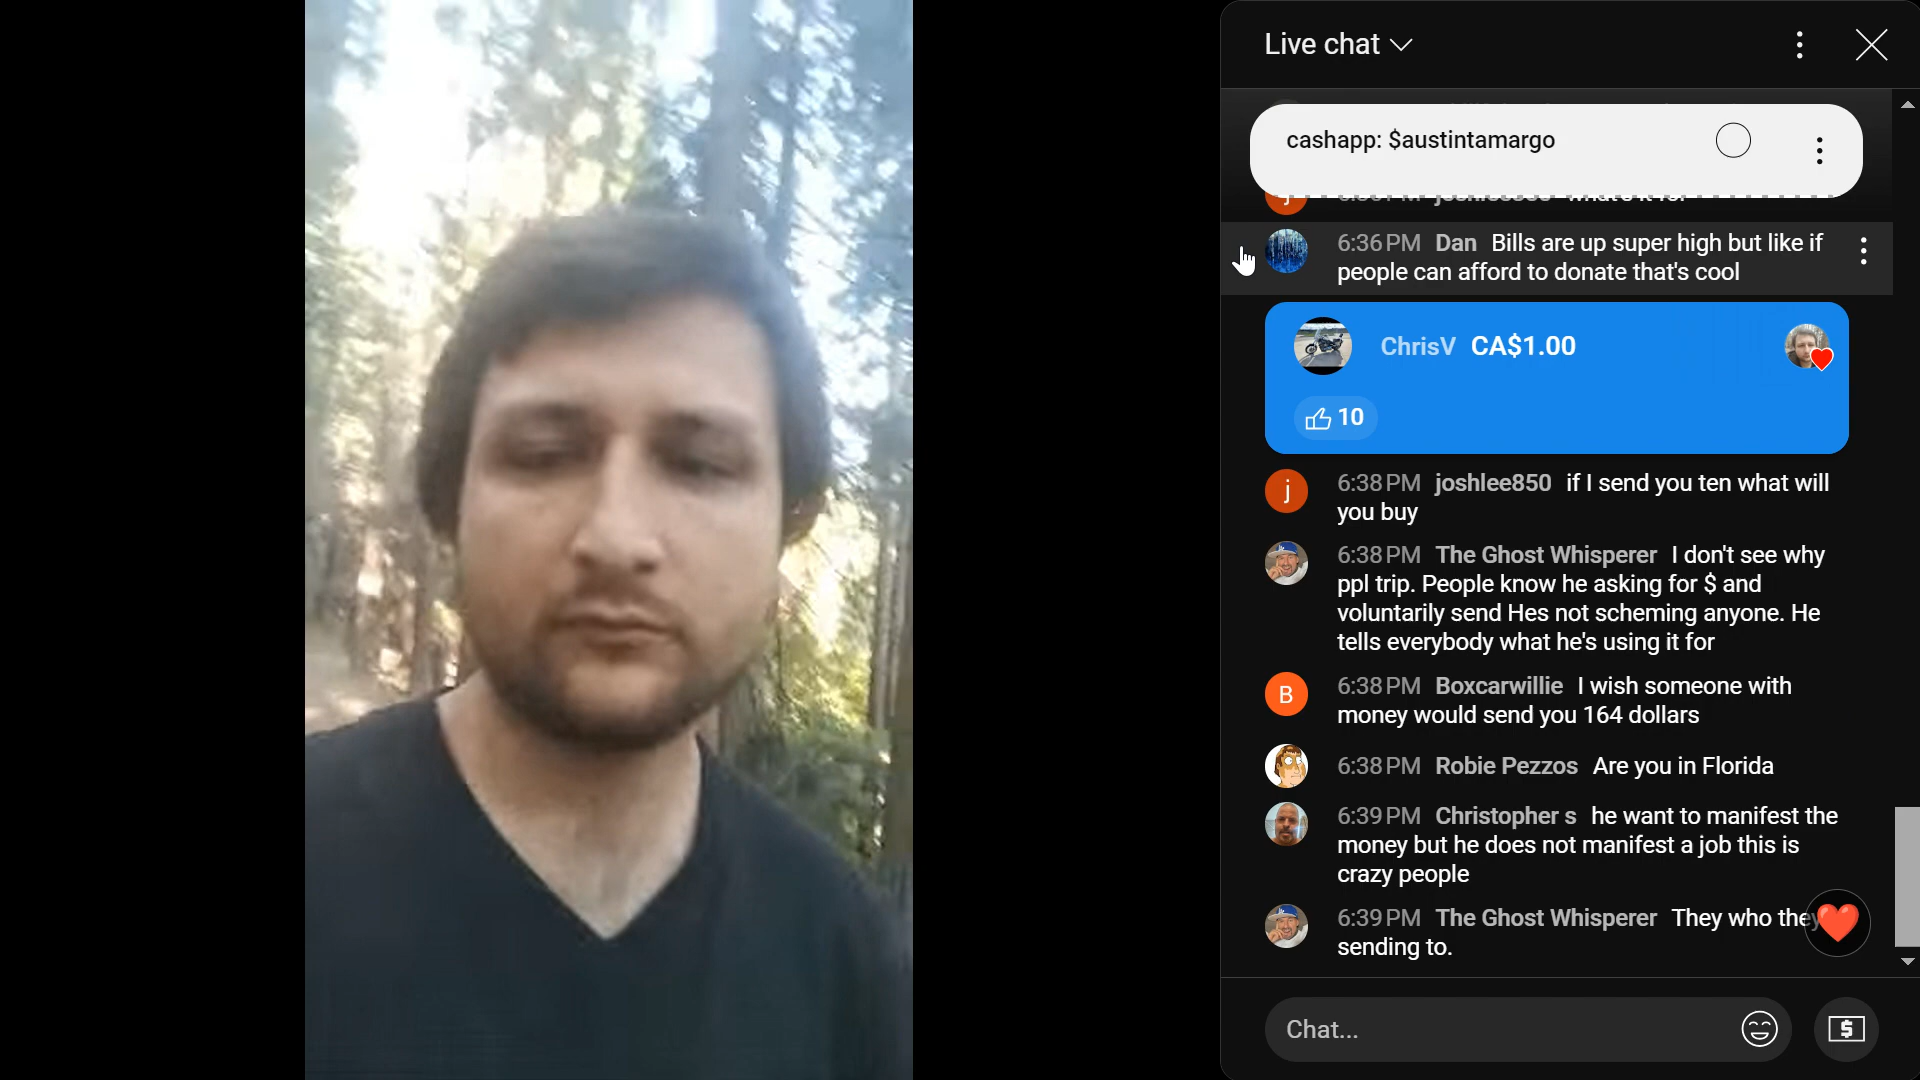 Live chat
cashapp: $austintamargo
6:36 PM Dan Bills are up super high but like if
people can afford to donate that's cool
ChrisV CA$1.00
10
j
6:38 PM joshlee850 if I send you ten what will
you buy
6:38 PM The Ghost Whisperer I don't see why
ppl trip. People know he asking for $ and
voluntarily send Hes not scheming anyone. He
tells everybody what he's using it for
B
6:38 PM Boxcarwillie I wish someone with
money would send you 164 dollars
6:38 PM Robie Pezzos Are you in Florida
6:39 PM Christopher s he want to manifest the
money but he does not manifest a job this is
crazy people
6:39 PM The Ghost Whisperer They who they
sending to.
Chat...
$